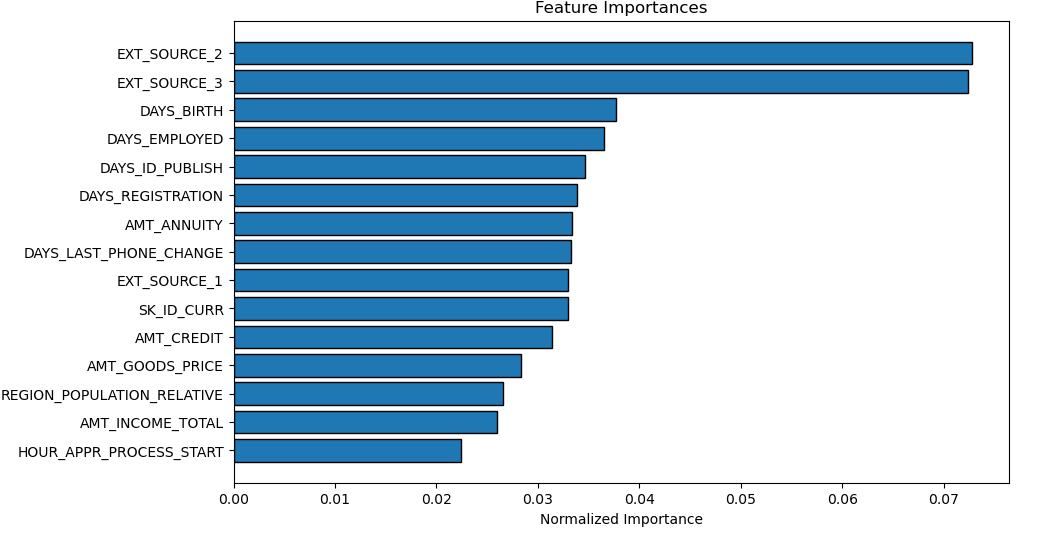 Feature Importances
EXT_SOURCE_2
EXT_SOURCE_3
DAYS_BIRTH
DAYS_EMPLOYED
DAYS_ID_PUBLISH
DAYS_REGISTRATION
AMT_ANNUITY
DAYS_LAST_PHONE_CHANGE
EXT_SOURCE_1
SK_ID_CURR
AMT_CREDIT
AMT_GOODS_PRICE
REGION_POPULATION_RELATIVE
AMT_INCOME_TOTAL
HOUR_APPR_PROCESS_START
0.00 0.01 0.02 0.03 0.04 0.05 0.06 0.07
Normalized Importance